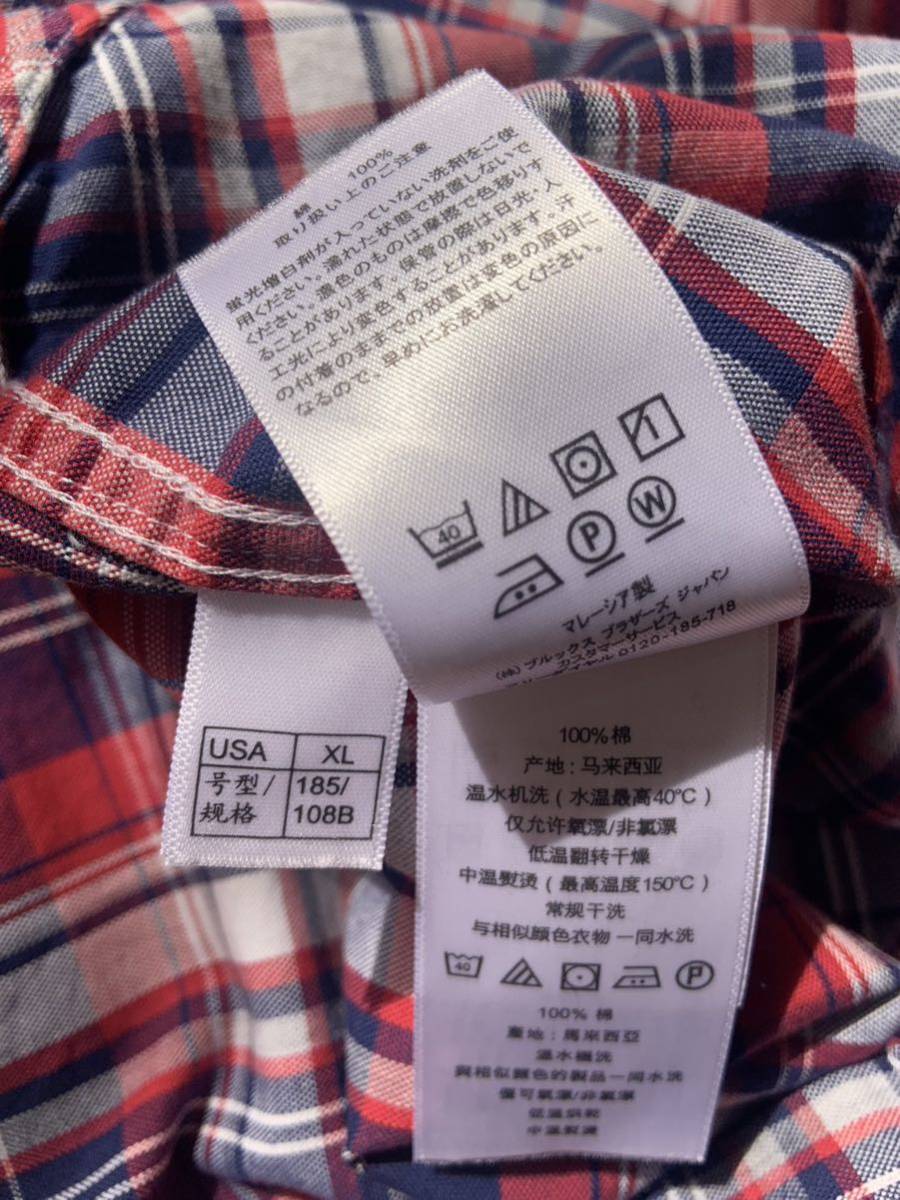 綿 100%
取り扱い上のご注意
蛍光増白剤が入っていない洗剤をご使
用ください。濡れた状態で放置しないで
ください。濃色のものは摩擦で色移りす
ることがあります。保管の際は日光・人
工光により変色することがあります。汗
の付着のままでの放置は変色の原因に
なるので、早めにお洗濯してください。
1
40
P W
マレーシア製
(株) ブルックス ブラザーズ ジャパン
カスタマーサービス
フリーダイヤル 0120-185-718
USA XL
号型/ 185/
规格 108B
100%棉
产地: 马来西亚
温水机洗 (水温最高40℃)
仅允许氧漂/非氯漂
低温翻转干燥
中温熨烫 (最高温度150℃)
常规干洗
与相似颜色衣物一同水洗
40 P
100% 棉
產地: 馬來西亞
溫水機洗
與相似顏色的製品一同水洗
僅可氧漂/非氯漂
低溫烘乾
中溫熨燙